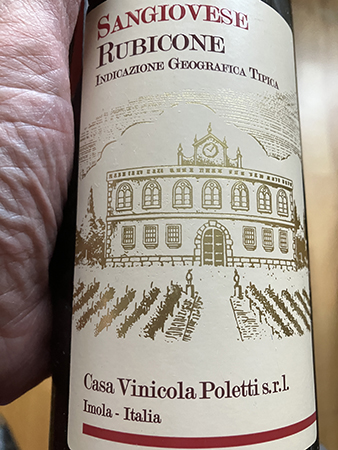 SANGIOVESE
RUBICONE
INDICAZIONE GEOGRAFICA TIPICA
Casa Vinicola Poletti s.r.l.
Imola - Italia